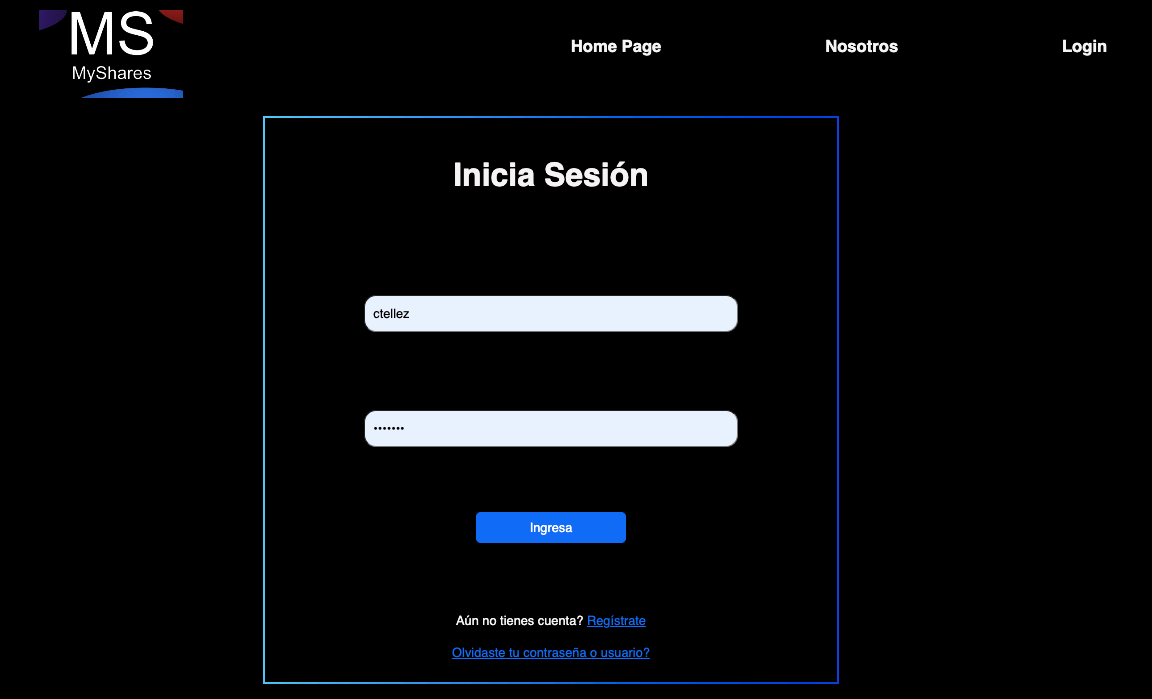 MS
MyShares
Home Page
Nosotros
Login
Inicia Sesión
ctellez
•••••••
Ingresa
Aún no tienes cuenta? Regístrate
Olvidaste tu contraseña o usuario?